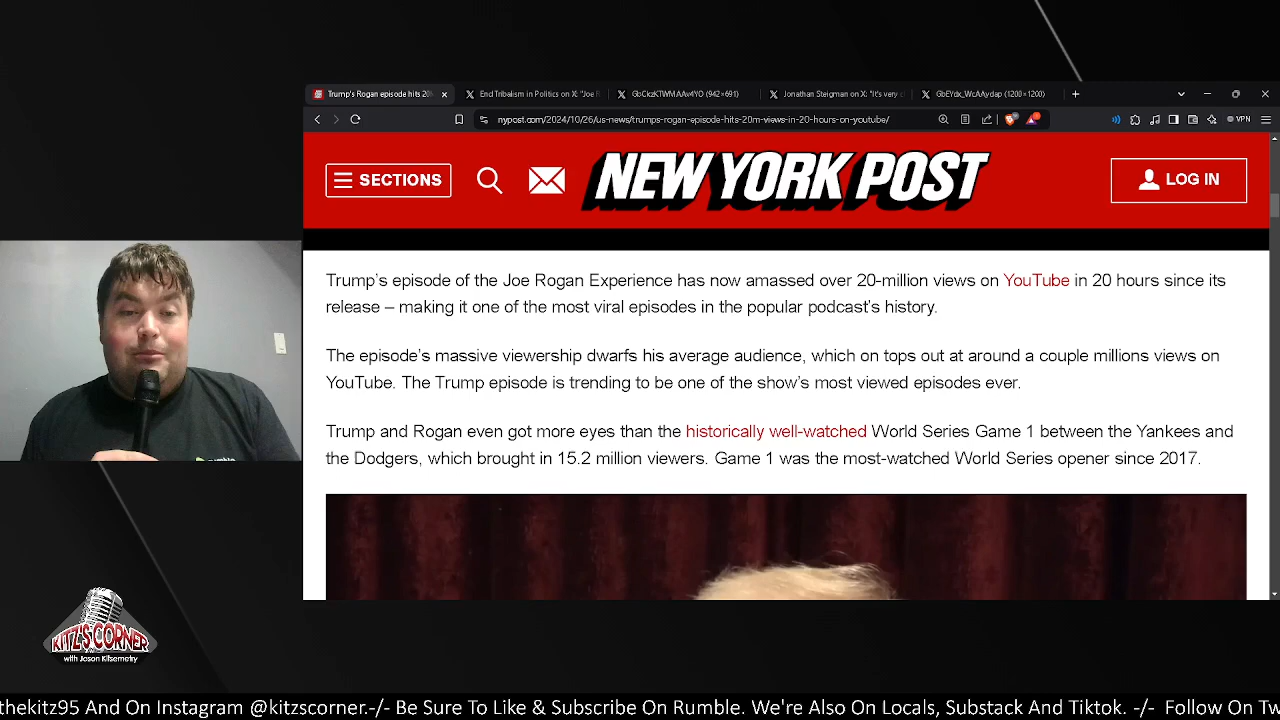 Trump's Rogan episode hits 20
End Tribalism in Politics on X: "Joe R
GbCkzKTWMAAv4YO (942×691)
Jonathan Steigman on X: "It's very c
GbEYdx_WcAAydap (1200×1200)
nypost.com/2024/10/26/us-news/trumps-rogan-episode-hits-20m-views-in-20-hours-on-youtube/
VPN
SECTIONS
NEW YORK POST
LOG IN
Trump's episode of the Joe Rogan Experience has now amassed over 20-million views on YouTube in 20 hours since its
release – making it one of the most viral episodes in the popular podcast's history.
The episode's massive viewership dwarfs his average audience, which on tops out at around a couple millions views on
YouTube. The Trump episode is trending to be one of the show's most viewed episodes ever.
Trump and Rogan even got more eyes than the historically well-watched World Series Game 1 between the Yankees and
the Dodgers, which brought in 15.2 million viewers. Game 1 was the most-watched World Series opener since 2017.
KITZ'S CORNER
with Jason Kitsemetry
thekitz95 And On Instagram @kitzscorner.-/- Be Sure To Like & Subscribe On Rumble. We're Also On Locals, Substack And Tiktok. -/- Follow On Tw